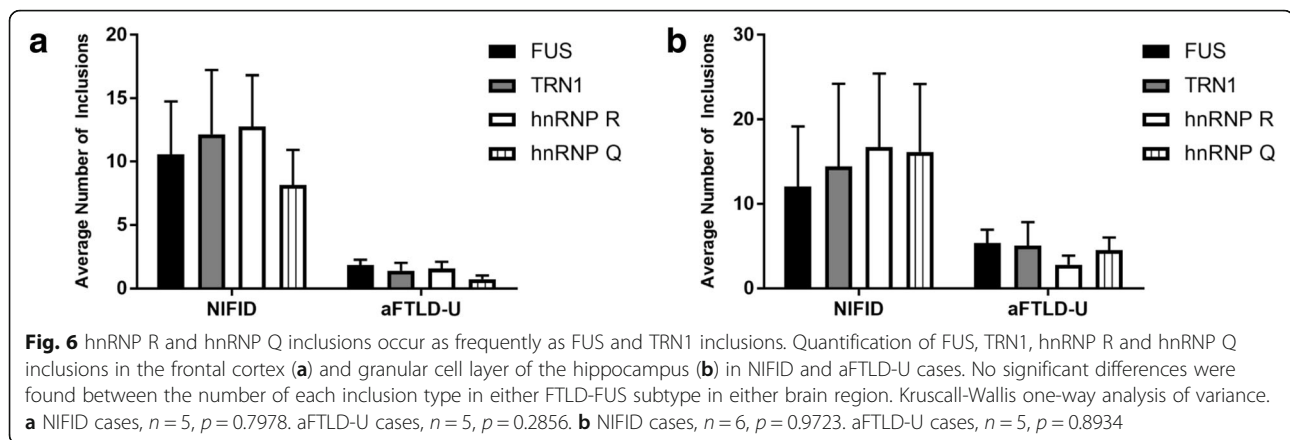 a
20
15
10
5
0
Average Number of Inclusions
NIFID
aFTLD-U
FUS
TRN1
hnRNP R
hnRNP Q
b
30
20
10
0
Average Number of Inclusions
NIFID
aFTLD-U
FUS
TRN1
hnRNP R
hnRNP Q
Fig. 6 hnRNP R and hnRNP Q inclusions occur as frequently as FUS and TRN1 inclusions. Quantification of FUS, TRN1, hnRNP R and hnRNP Q
inclusions in the frontal cortex (a) and granular cell layer of the hippocampus (b) in NIFID and aFTLD-U cases. No significant differences were
found between the number of each inclusion type in either FTLD-FUS subtype in either brain region. Kruscall-Wallis one-way analysis of variance.
a NIFID cases, n = 5, p = 0.7978. aFTLD-U cases, n = 5, p = 0.2856. b NIFID cases, n = 6, p = 0.9723. aFTLD-U cases, n = 5, p = 0.8934